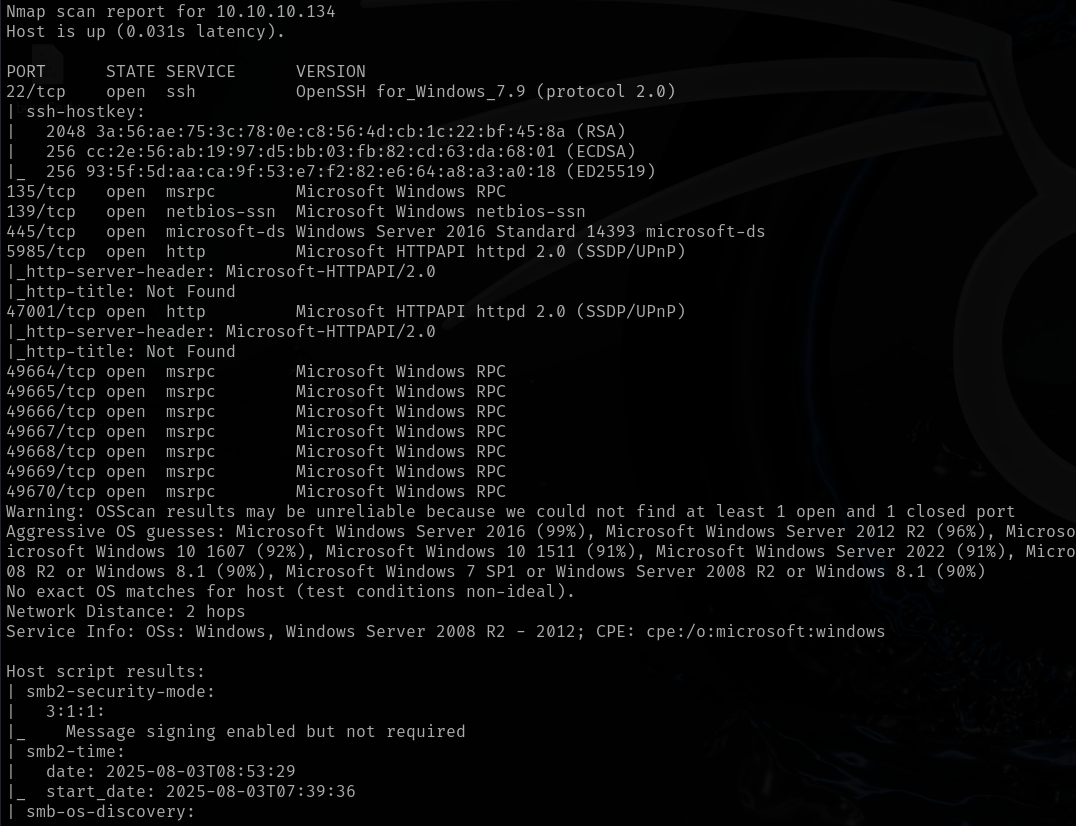 Nmap scan report for 10.10.10.134
Host is up (0.031s latency).
PORT      STATE SERVICE      VERSION
22/tcp    open  ssh          OpenSSH for_Windows_7.9 (protocol 2.0)
| ssh-hostkey:
|   2048 3a:56:ae:75:3c:78:0e:c8:56:4d:cb:1c:22:bf:45:8a (RSA)
|   256 cc:2e:56:ab:19:97:d5:bb:03:fb:82:cd:63:da:68:01 (ECDSA)
|_  256 93:5f:5d:aa:ca:9f:53:e7:f2:82:e6:64:a8:a3:a0:18 (ED25519)
135/tcp   open  msrpc        Microsoft Windows RPC
139/tcp   open  netbios-ssn  Microsoft Windows netbios-ssn
445/tcp   open  microsoft-ds Windows Server 2016 Standard 14393 microsoft-ds
5985/tcp  open  http         Microsoft HTTPAPI httpd 2.0 (SSDP/UPnP)
|_http-server-header: Microsoft-HTTPAPI/2.0
|_http-title: Not Found
47001/tcp open  http         Microsoft HTTPAPI httpd 2.0 (SSDP/UPnP)
|_http-server-header: Microsoft-HTTPAPI/2.0
|_http-title: Not Found
49664/tcp open  msrpc        Microsoft Windows RPC
49665/tcp open  msrpc        Microsoft Windows RPC
49666/tcp open  msrpc        Microsoft Windows RPC
49667/tcp open  msrpc        Microsoft Windows RPC
49668/tcp open  msrpc        Microsoft Windows RPC
49669/tcp open  msrpc        Microsoft Windows RPC
49670/tcp open  msrpc        Microsoft Windows RPC
Warning: OSScan results may be unreliable because we could not find at least 1 open and 1 closed port
Aggressive OS guesses: Microsoft Windows Server 2016 (99%), Microsoft Windows Server 2012 R2 (96%), Microso
icrosoft Windows 10 1607 (92%), Microsoft Windows 10 1511 (91%), Microsoft Windows Server 2022 (91%), Micro
08 R2 or Windows 8.1 (90%), Microsoft Windows 7 SP1 or Windows Server 2008 R2 or Windows 8.1 (90%)
No exact OS matches for host (test conditions non-ideal).
Network Distance: 2 hops
Service Info: OSs: Windows, Windows Server 2008 R2 - 2012; CPE: cpe:/o:microsoft:windows
Host script results:
| smb2-security-mode:
|   3:1:1:
|_    Message signing enabled but not required
| smb2-time:
|   date: 2025-08-03T08:53:29
|_  start_date: 2025-08-03T07:39:36
| smb-os-discovery: